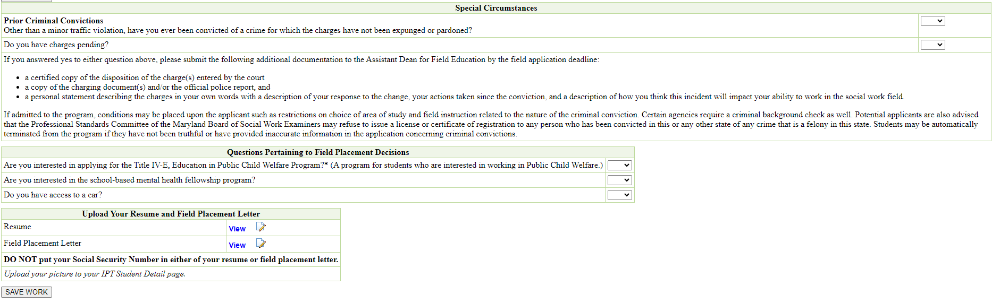 Special Circumstances
Prior Criminal Convictions
Other than a minor traffic violation, have you ever been convicted of a crime for which the charges have not been expunged or pardoned?
Do you have charges pending?
If you answered yes to either question above, please submit the following additional documentation to the Assistant Dean for Field Education by the field application deadline:
• a certified copy of the disposition of the charge(s) entered by the court
• a copy of the charging document(s) and/or the official police report, and
• a personal statement describing the charges in your own words with a description of your response to the change, your actions taken since the conviction, and a description of how you think this incident will impact your ability to work in the social work field.
If admitted to the program, conditions may be placed upon the applicant such as restrictions on choice of area of study and field instruction related to the nature of the criminal conviction. Certain agencies require a criminal background check as well. Potential applicants are also advised
that the Professional Standards Committee of the Maryland Board of Social Work Examiners may refuse to issue a license or certificate of registration to any person who has been convicted in this or any other state of any crime that is a felony in this state. Students may be automatically
terminated from the program if they have not been truthful or have provided inaccurate information in the application concerning criminal convictions.
Questions Pertaining to Field Placement Decisions
Are you interested in applying for the Title IV-E, Education in Public Child Welfare Program?* (A program for students who are interested in working in Public Child Welfare.)
Are you interested in the school-based mental health fellowship program?
Do you have access to a car?
Upload Your Resume and Field Placement Letter
Resume View
Field Placement Letter View
DO NOT put your Social Security Number in either of your resume or field placement letter.
Upload your picture to your IPT Student Detail page.
SAVE WORK